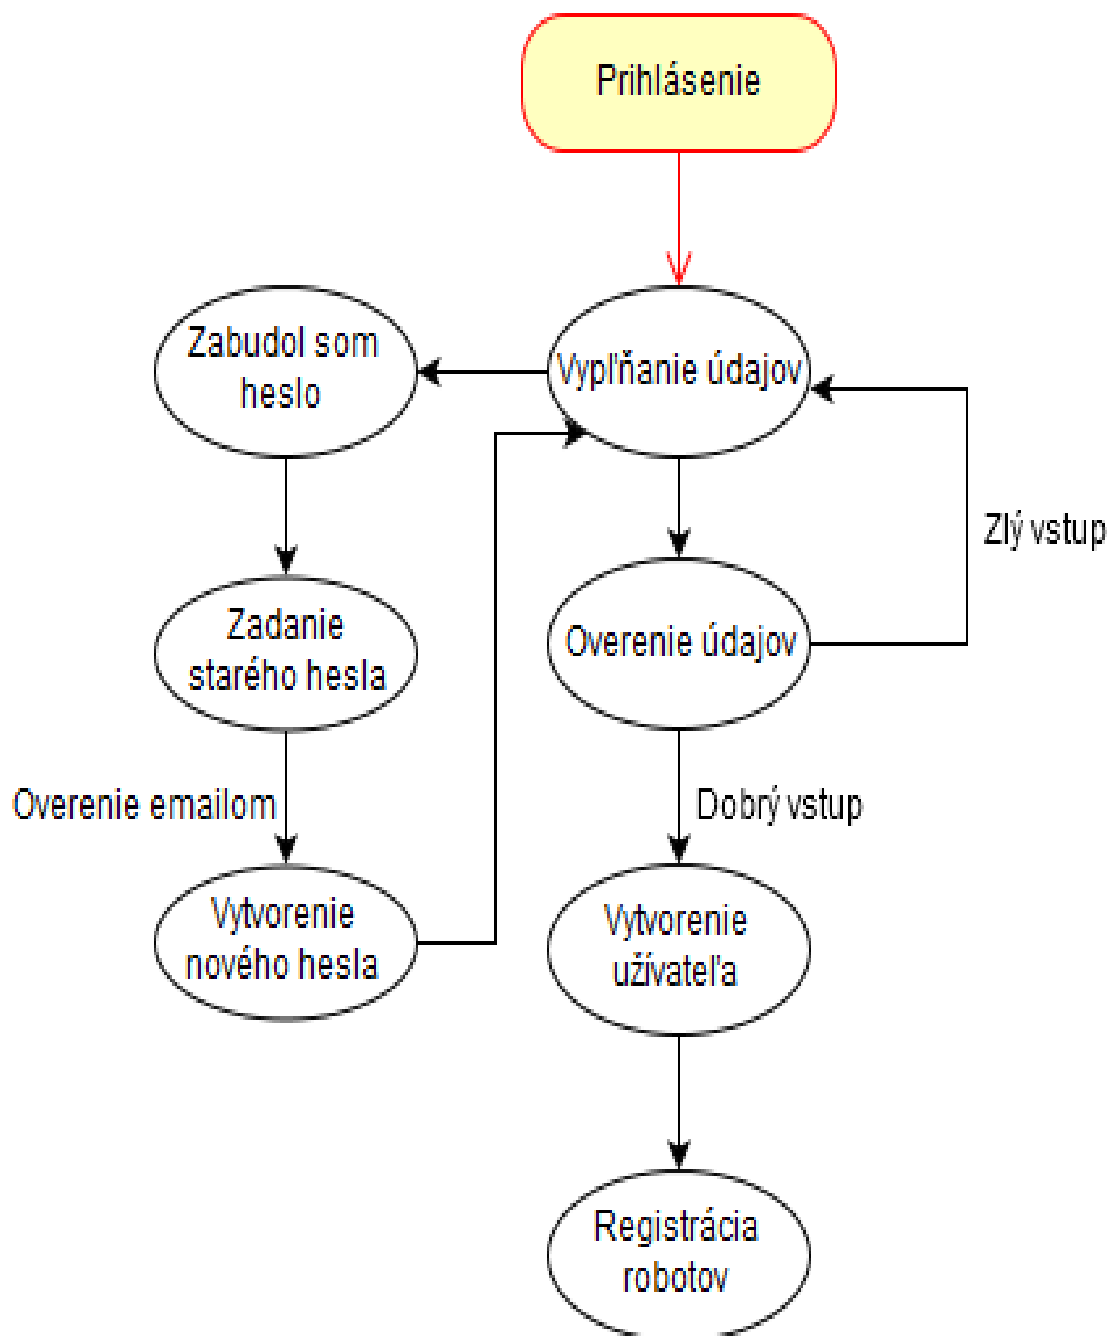 Prihlásenie
Zabudol som
heslo
Vypĺňanie údajov
Zlý vstup
Zadanie
starého hesla
Overenie údajov
Overenie emailom
Dobrý vstup
Vytvorenie
nového hesla
Vytvorenie
užívateľa
Registrácia
robotov